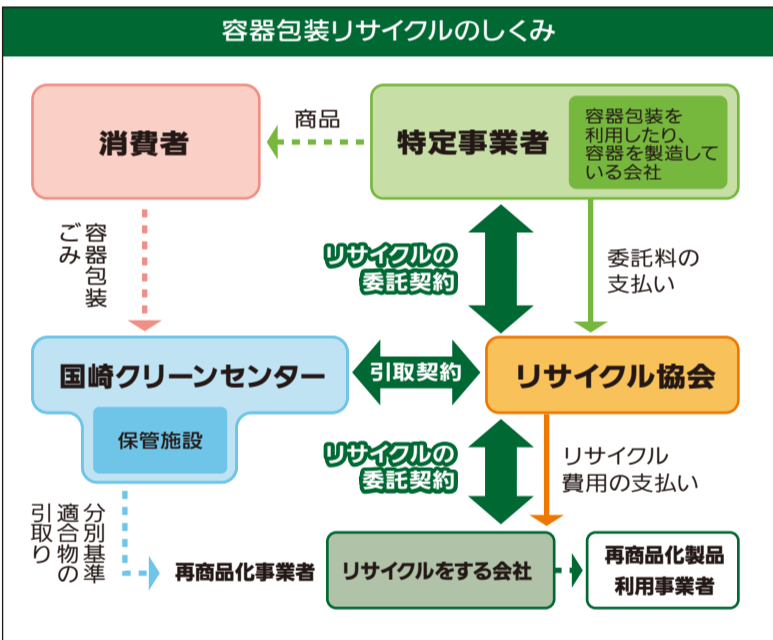 容器包装リサイクルのしくみ
消費者
商品
特定事業者
容器包装を
利用したり、
容器を製造して
いる会社
容器包装
ごみ
リサイクルの
委託契約
委託料の
支払い
国崎クリーンセンター
保管施設
引取契約
リサイクル協会
リサイクルの
委託契約
リサイクル
費用の支払い
分別基準
適合物の
引取り
再商品化事業者
リサイクルをする会社
再商品化製品
利用事業者